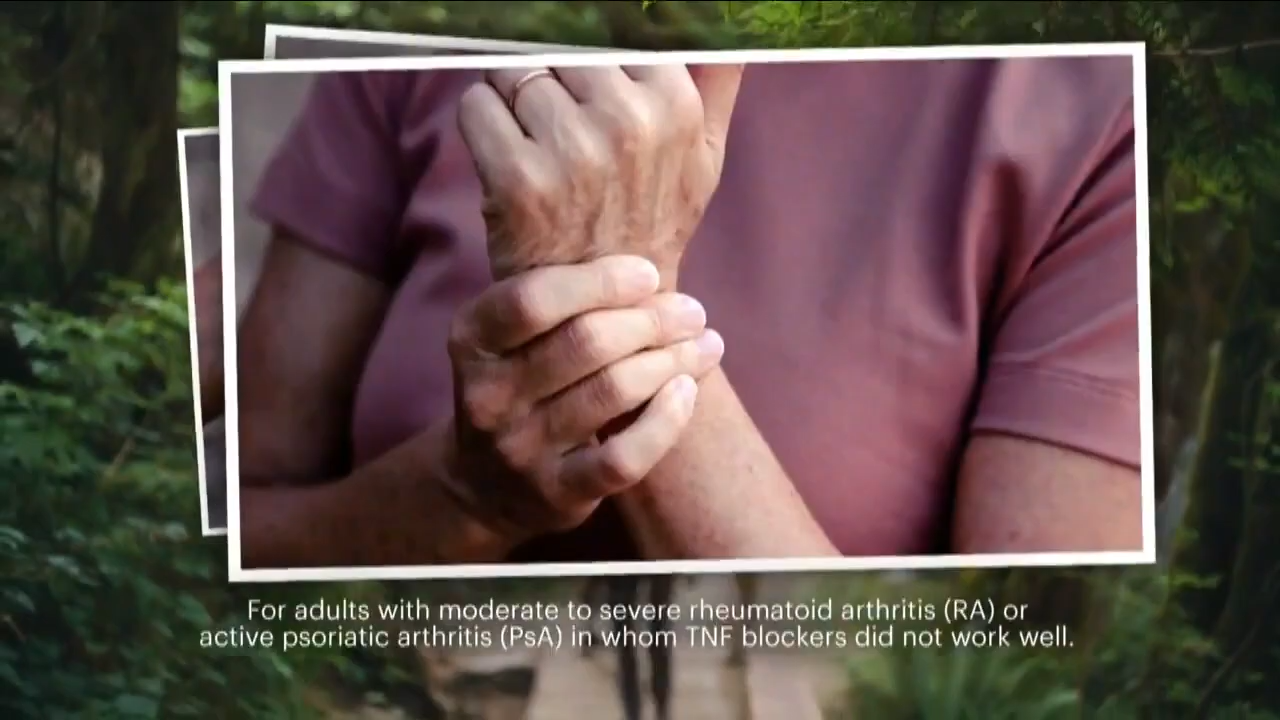 For adults with moderate to severe rheumatoid arthritis (RA) or
active psoriatic arthritis (PsA) in whom TNF blockers did not work well.